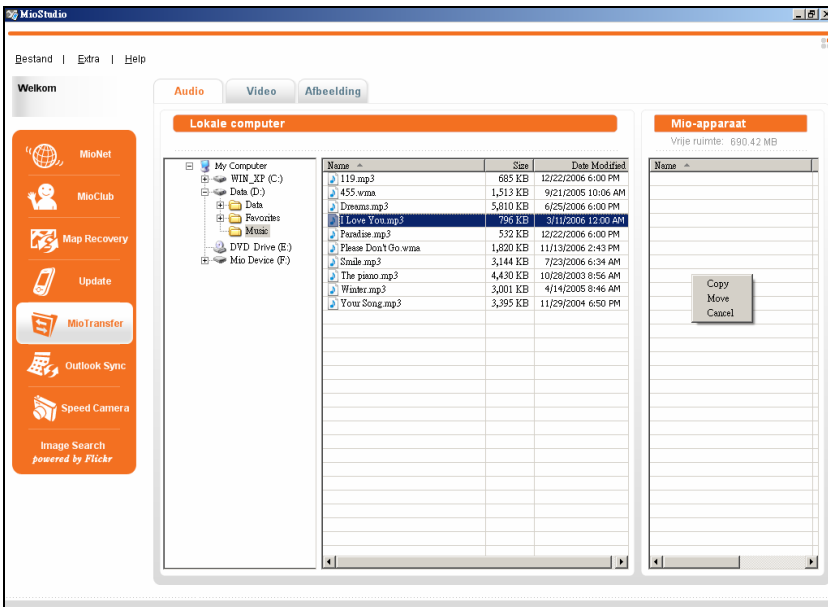 MioStudio
Bestand | Extra | Help
Welkom
Audio Video Afbeelding
Lokale computer
Mio-apparaat
Vrije ruimte: 690.42 MB
MioNet
MioClub
Map Recovery
Update
MioTransfer
Outlook Sync
Speed Camera
Image Search
powered by Flickr
My Computer
WIN_XP (C:)
Data (D:)
Data
Favorites
Music
DVD Drive (E:)
Mio Device (F:)
Name Size Date Modified
119.mp3 685 KB 12/22/2006 6:00 PM
455.wma 1,513 KB 9/21/2005 10:06 AM
Dreams.mp3 5,810 KB 6/25/2006 6:00 PM
I Love You.mp3 796 KB 3/11/2006 12:00 AM
Paradise.mp3 532 KB 12/22/2006 6:00 PM
Please Don't Go.wma 1,820 KB 11/13/2006 2:43 PM
Smile.mp3 3,144 KB 7/23/2006 6:34 AM
The piano.mp3 4,430 KB 10/28/2003 8:56 AM
Winter.mp3 3,001 KB 4/14/2005 8:46 AM
Your Song.mp3 3,395 KB 11/29/2004 6:50 PM
Name
Copy
Move
Cancel